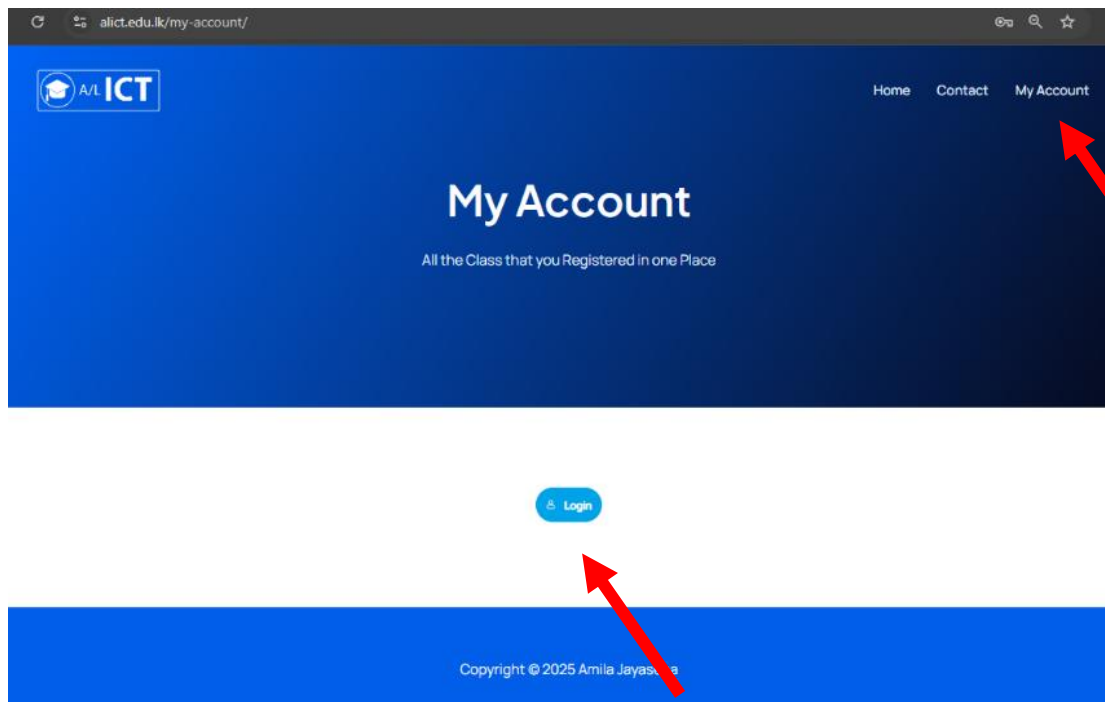 alict.edu.lk/my-account/
A/L ICT
Home Contact My Account
My Account
All the Class that you Registered in one Place
Login
Copyright © 2025 Amila